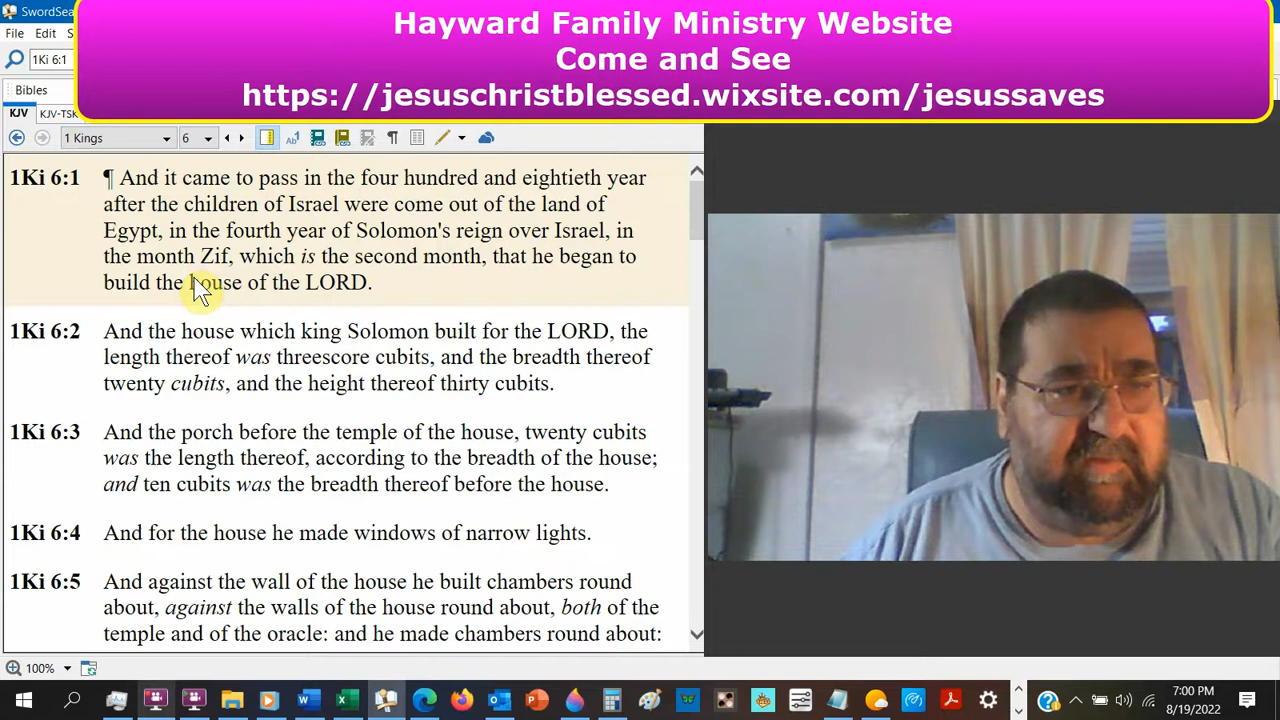 Hayward Family Ministry Website
Come and See
https://jesuschristblessed.wixsite.com/jesussaves
SwordSea
File Edit S
1Ki 6:1
Bibles
KJV KJV-TSK
1 Kings 6
1Ki 6:1 ¶ And it came to pass in the four hundred and eightieth year
after the children of Israel were come out of the land of
Egypt, in the fourth year of Solomon's reign over Israel, in
the month Zif, which is the second month, that he began to
build the house of the LORD.
1Ki 6:2 And the house which king Solomon built for the LORD, the
length thereof was threescore cubits, and the breadth thereof
twenty cubits, and the height thereof thirty cubits.
1Ki 6:3 And the porch before the temple of the house, twenty cubits
was the length thereof, according to the breadth of the house;
and ten cubits was the breadth thereof before the house.
1Ki 6:4 And for the house he made windows of narrow lights.
1Ki 6:5 And against the wall of the house he built chambers round
about, against the walls of the house round about, both of the
temple and of the oracle: and he made chambers round about:
100%
7:00 PM
8/19/2022